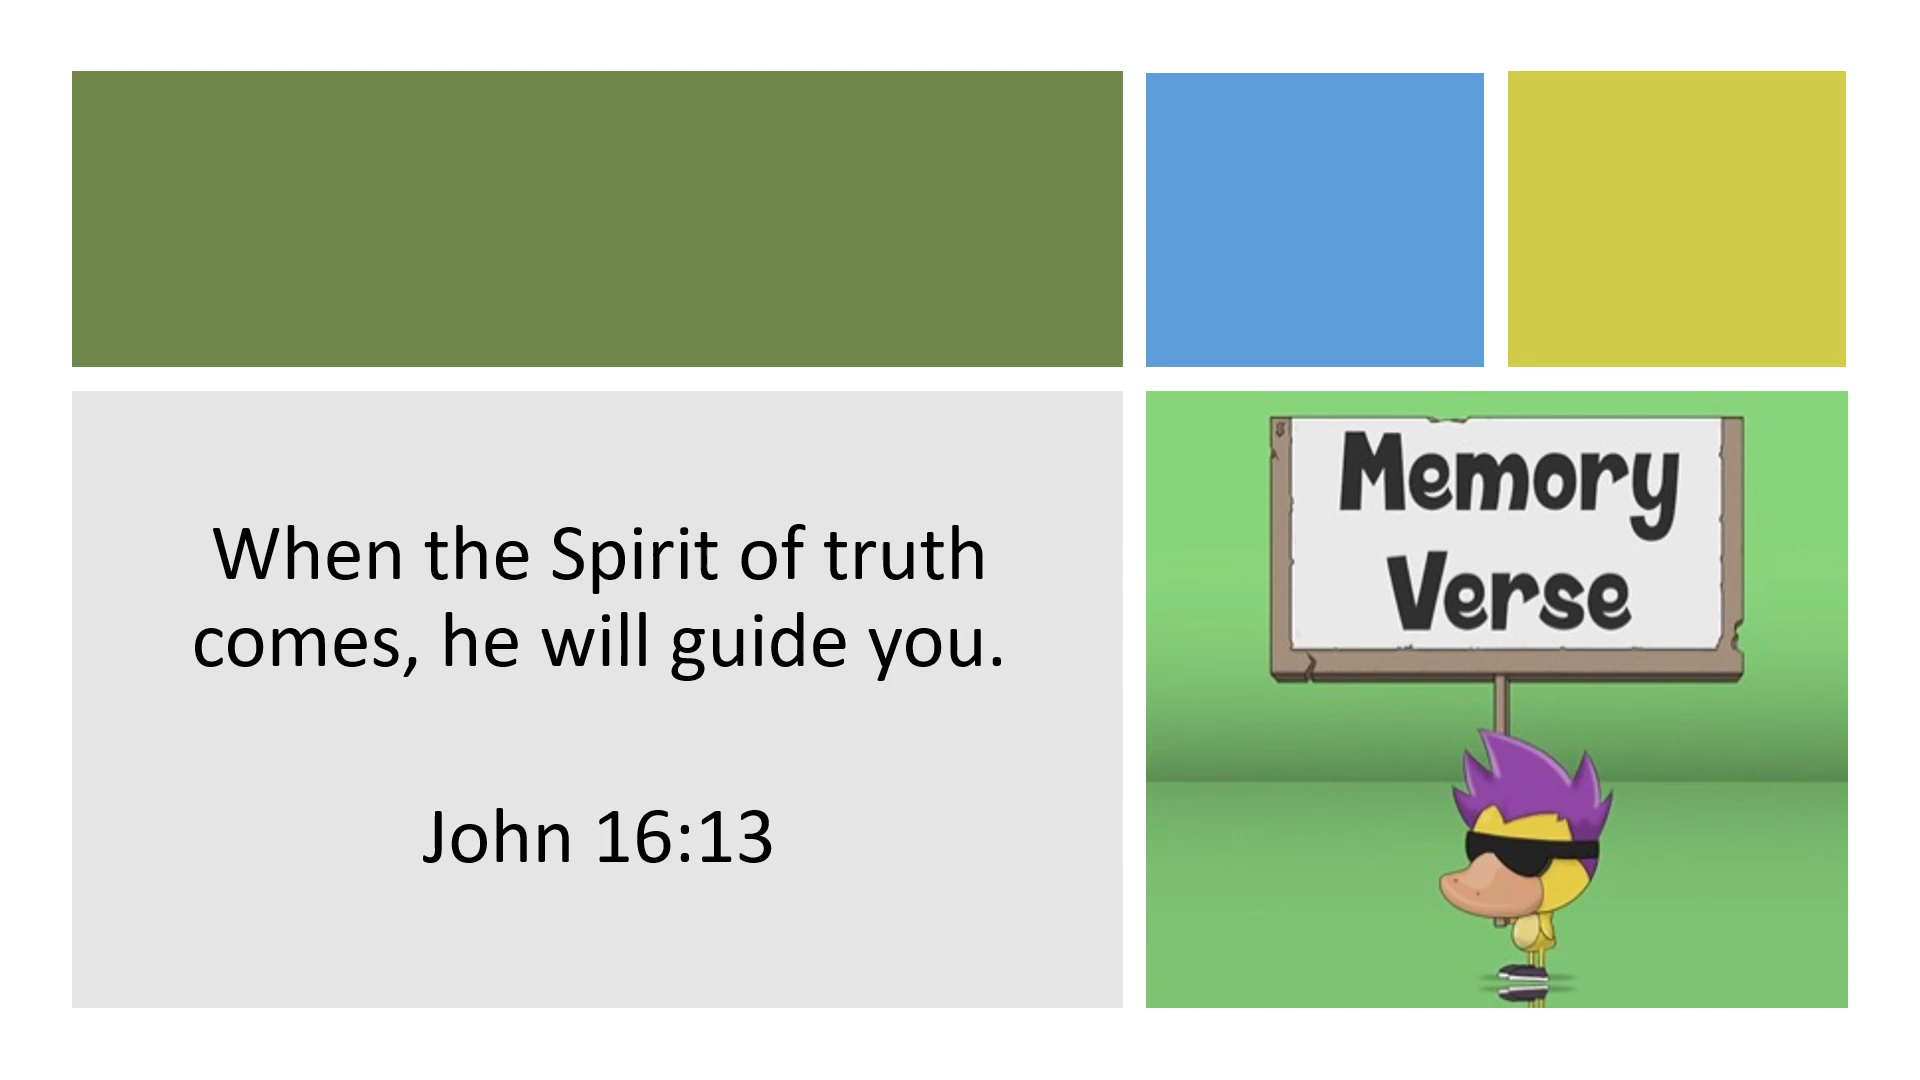 When the Spirit of truth
comes, he will guide you.
John 16:13
Memory
Verse